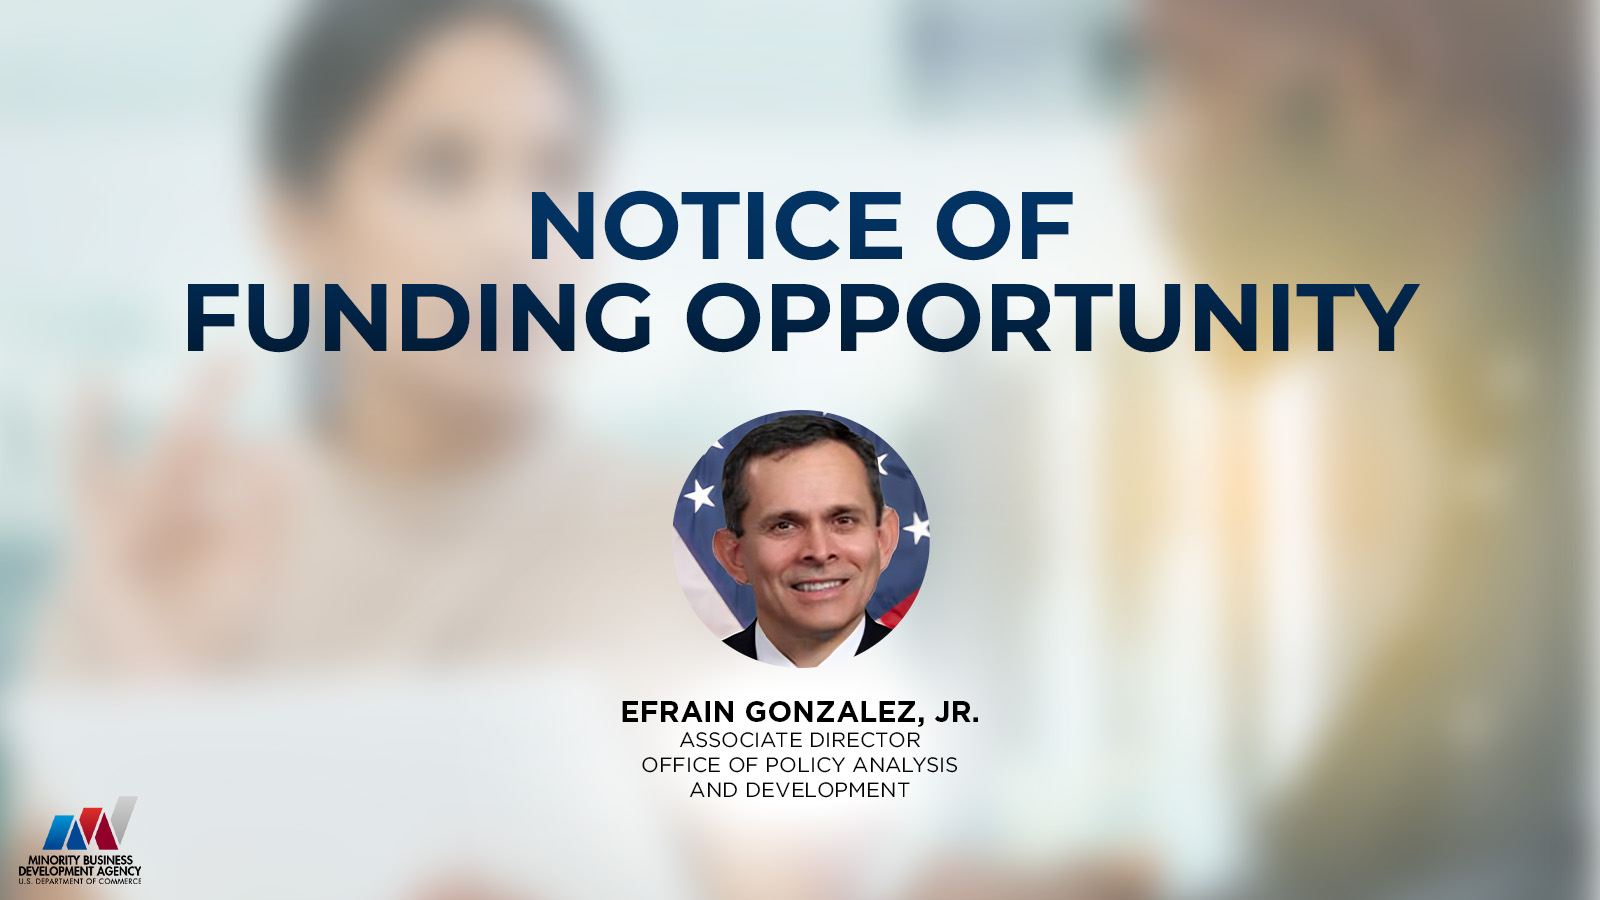 NOTICE OF
FUNDING OPPORTUNITY
EFRAIN GONZALEZ, JR.
ASSOCIATE DIRECTOR
OFFICE OF POLICY ANALYSIS
AND DEVELOPMENT
MINORITY BUSINESS
DEVELOPMENT AGENCY
U.S. DEPARTMENT OF COMMERCE